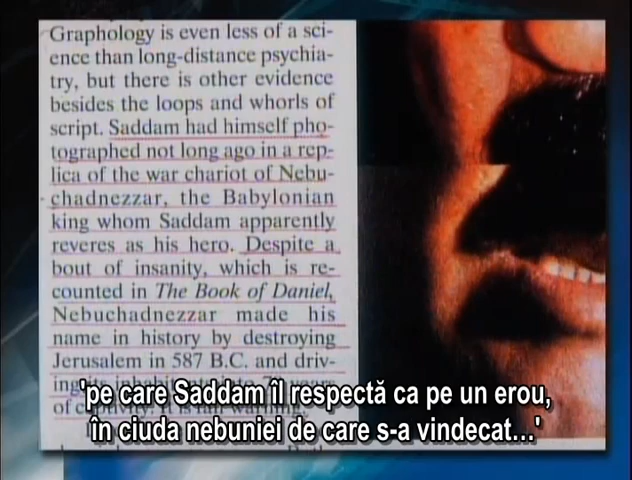 Graphology is even less of a sci-
ence than long-distance psychia-
try, but there is other evidence
besides the loops and whorls of
script. Saddam had himself pho-
tographed not long ago in a rep-
lica of the war chariot of Nebu-
chadnezzar, the Babylonian
king whom Saddam apparently
reveres as his hero. Despite a
bout of insanity, which is re-
counted in The Book of Daniel,
Nebuchadnezzar made his
name in history by destroying
Jerusalem in 587 B.C. and driv-
ing its
of
'pe care Saddam îl respectă ca pe un erou,
în ciuda nebuniei de care s-a vindecat...'